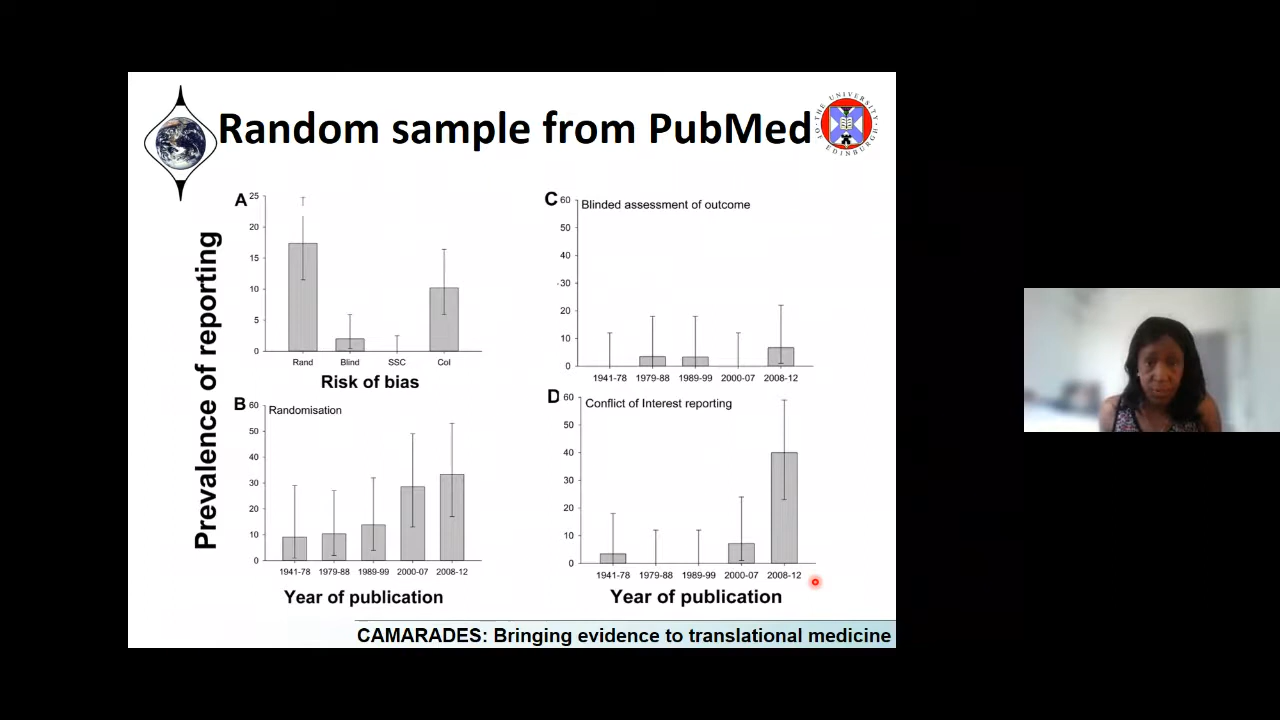 Random sample from PubMed
THE UNIVERSITY OF EDINBURGH
Prevalence of reporting
A
25
20
15
10
5
0
Rand Blind SSC CoI
Risk of bias
B
60
Randomisation
50
40
30
20
10
0
1941-78 1979-88 1989-99 2000-07 2008-12
Year of publication
C
60
Blinded assessment of outcome
50
40
30
20
10
0
1941-78 1979-88 1989-99 2000-07 2008-12
D
60
Conflict of Interest reporting
50
40
30
20
10
0
1941-78 1979-88 1989-99 2000-07 2008-12
Year of publication
CAMARADES: Bringing evidence to translational medicine